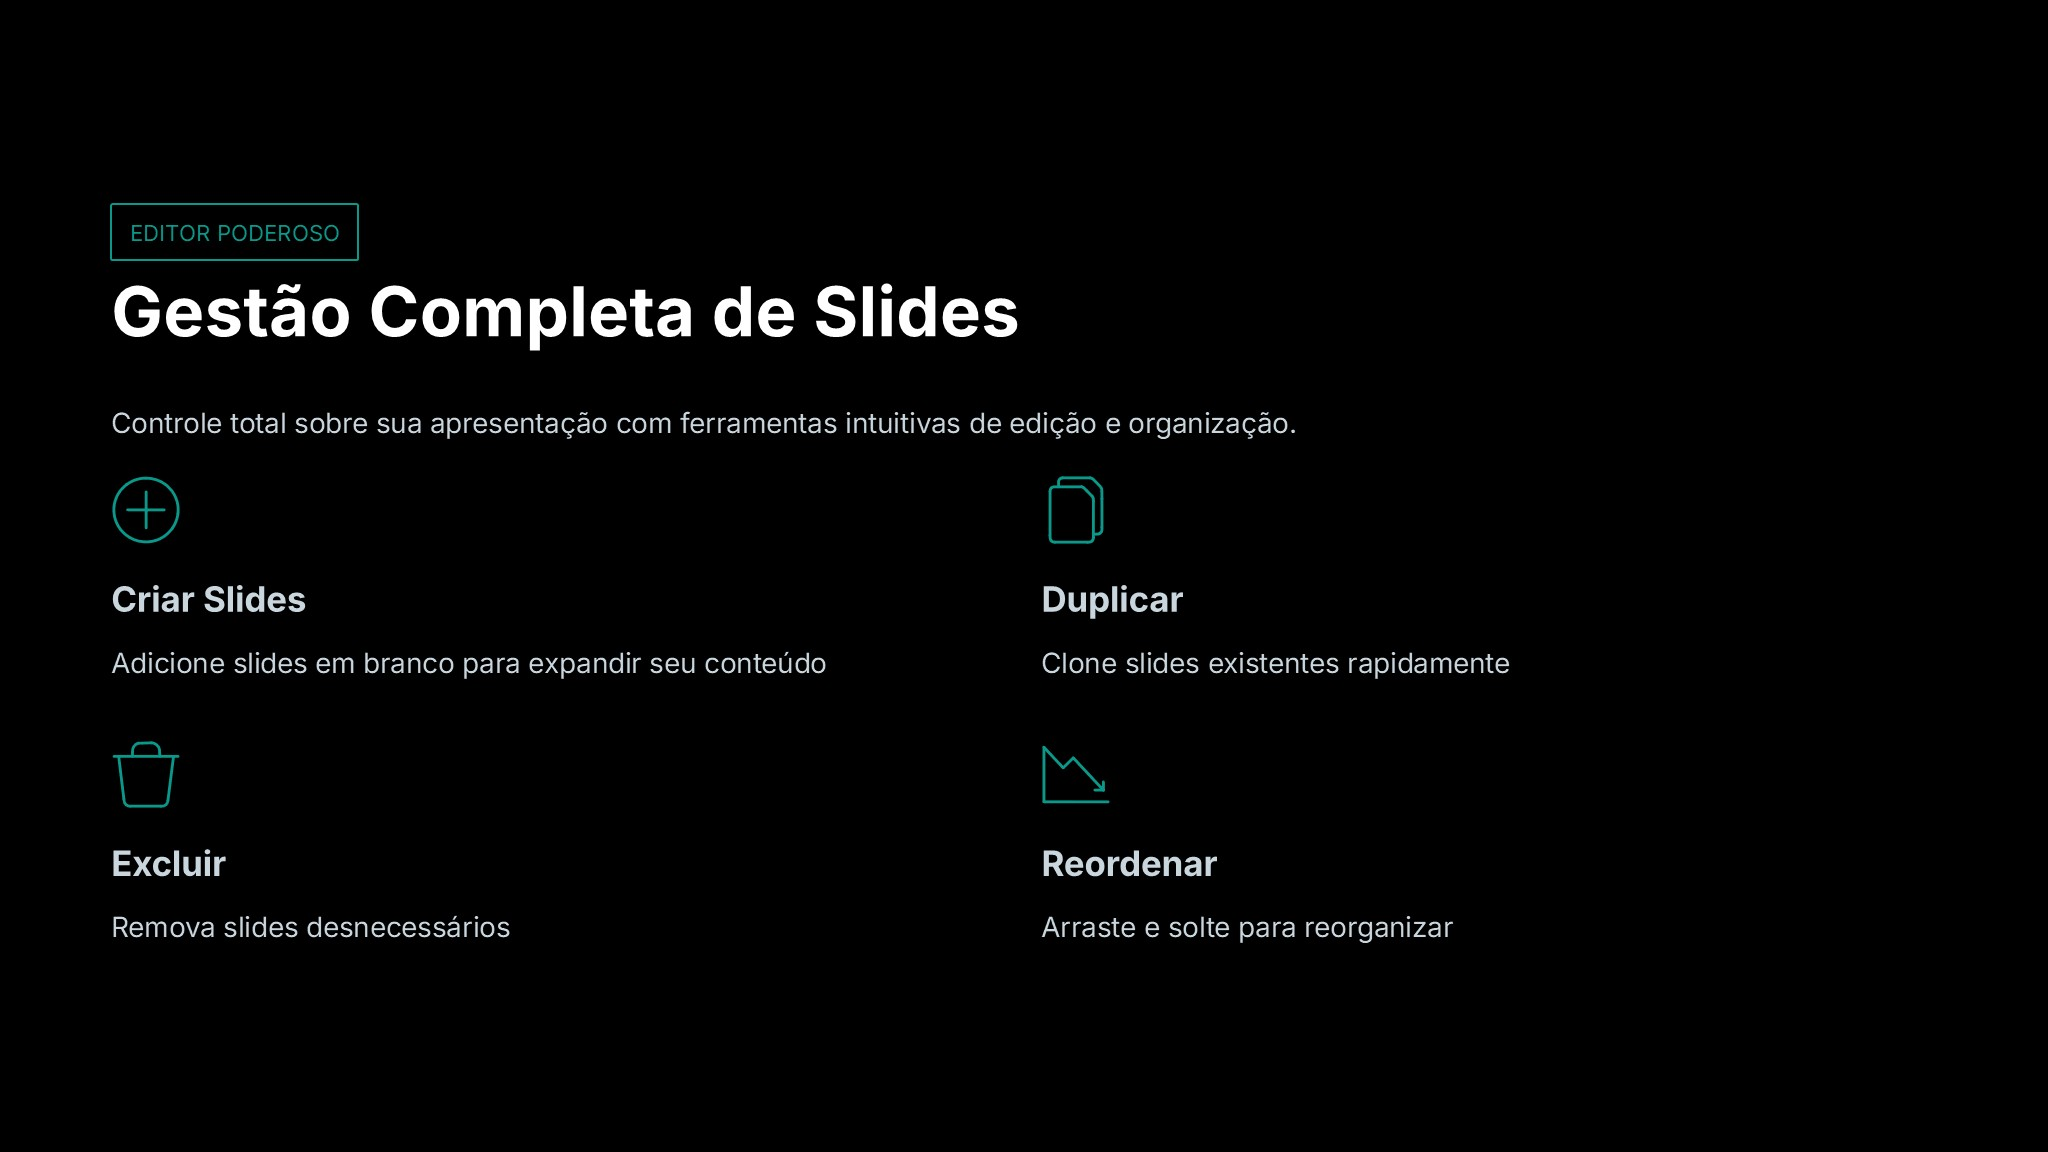 EDITOR PODEROSO
Gestão Completa de Slides
Controle total sobre sua apresentação com ferramentas intuitivas de edição e organização.
Criar Slides
Adicione slides em branco para expandir seu conteúdo
Duplicar
Clone slides existentes rapidamente
Excluir
Remova slides desnecessários
Reordenar
Arraste e solte para reorganizar